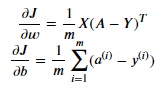 ∂J/∂w = 1/m X(A − Y)^T
∂J/∂b = 1/m ∑_{i=1}^{m} (a^{(i)} − y^{(i)})